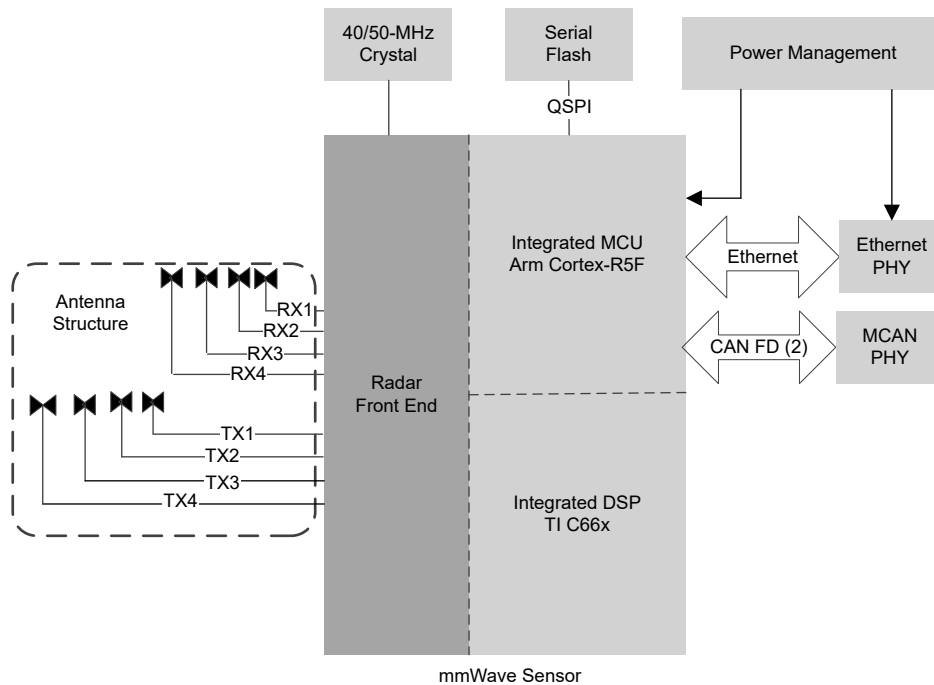 40/50-MHz
Crystal
Serial
Flash
Power Management
QSPI
Integrated MCU
Arm Cortex-R5F
Ethernet
Ethernet
PHY
Antenna
Structure
RX1
RX2
RX3
RX4
CAN FD (2)
MCAN
PHY
Radar
Front End
TX1
TX2
TX3
TX4
Integrated DSP
TI C66x
mmWave Sensor